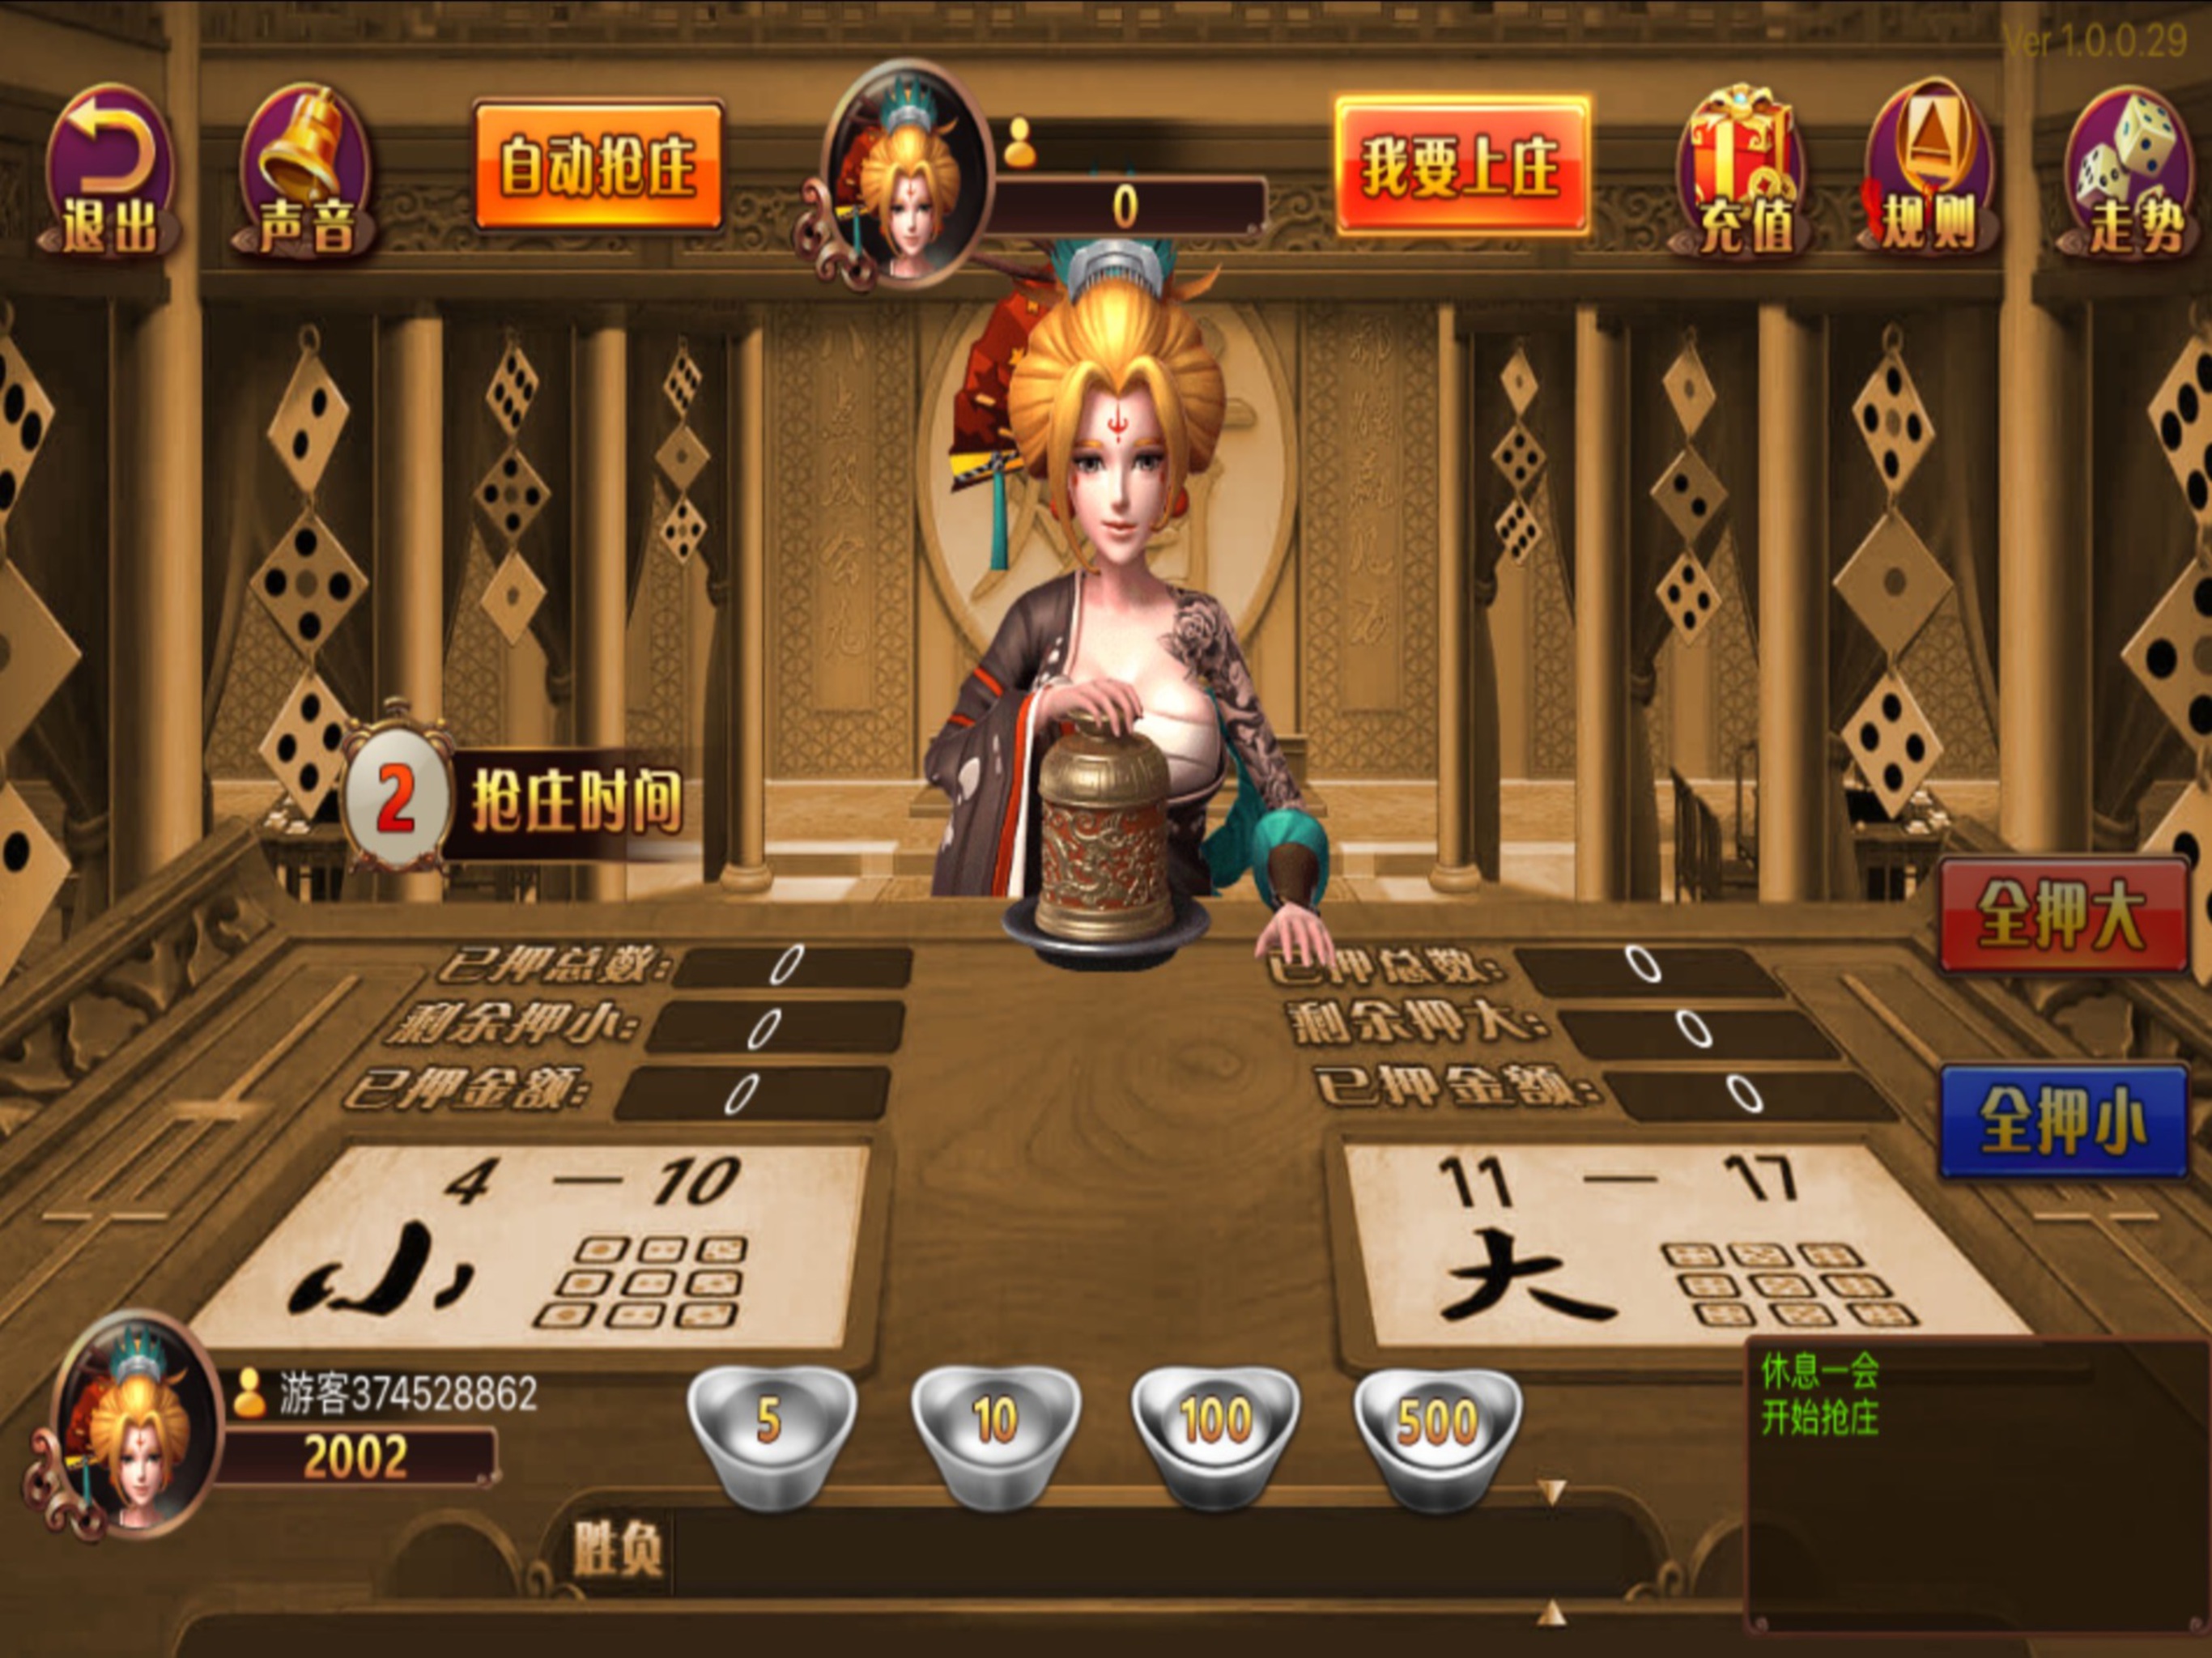 Ver 1.0.0.29
退出
声音
自动抢庄
0
我要上庄
充值
规则
走势
2
抢庄时间
已押总数: 0
剩余押小: 0
已押金额: 0
已押总数: 0
剩余押大: 0
已押金额: 0
全押大
全押小
4 — 10
小
11 — 17
大
游客374528862
2002
5
10
100
500
胜负
休息一会
开始抢庄